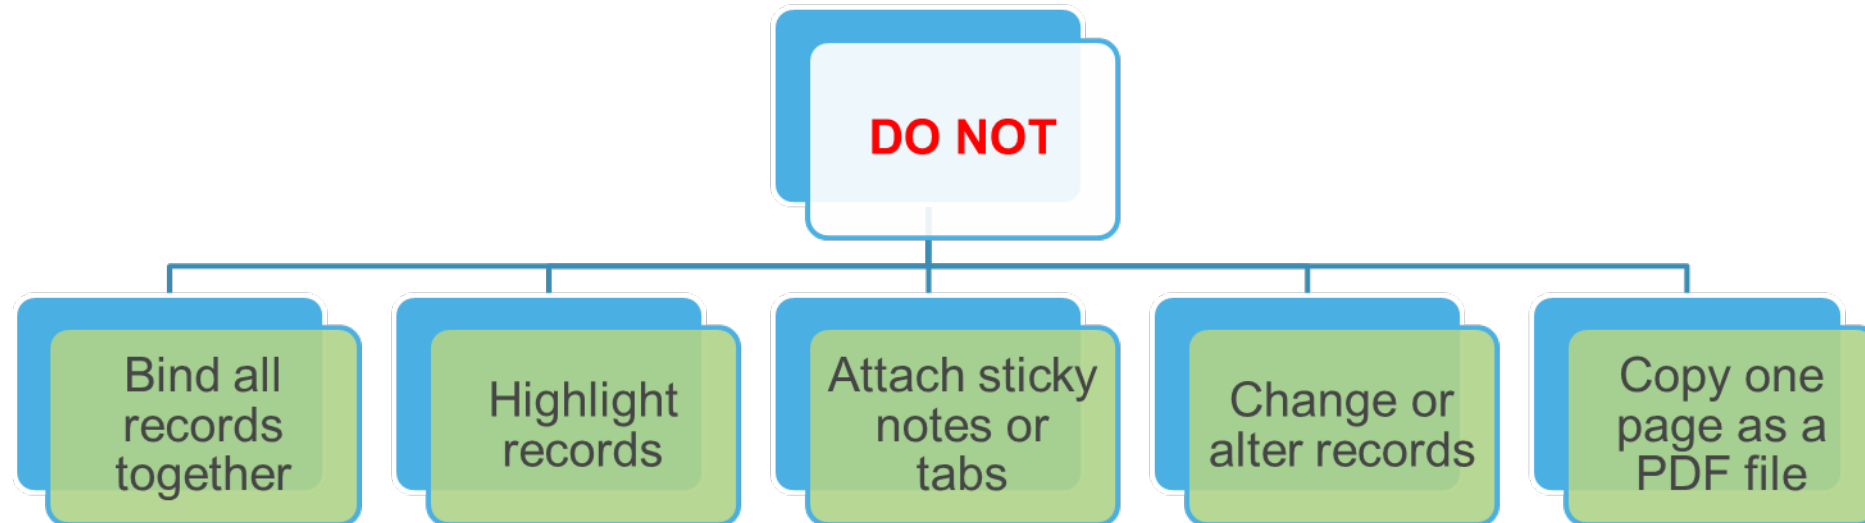 DO NOT
Bind all
records
together
Highlight
records
Attach sticky
notes or
tabs
Change or
alter records
Copy one
page as a
PDF file